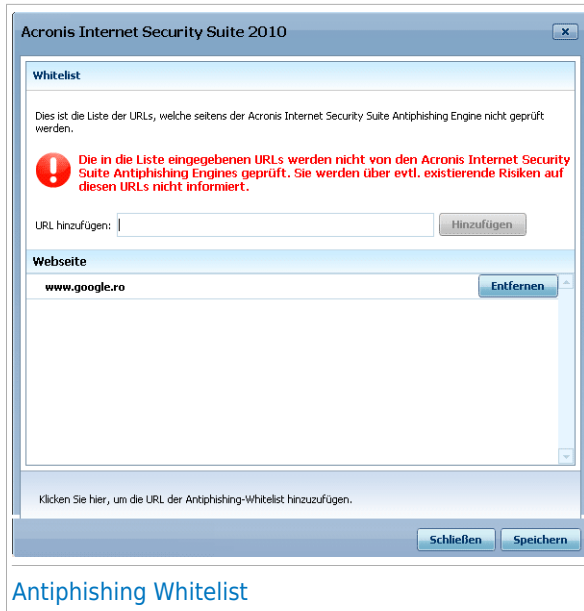 Acronis Internet Security Suite 2010
Whitelist
Dies ist die Liste der URLs, welche seitens der Acronis Internet Security Suite Antiphishing Engine nicht geprüft
werden.
Die in die Liste eingegebenen URLs werden nicht von den Acronis Internet Security
Suite Antiphishing Engines geprüft. Sie werden über evtl. existierende Risiken auf
diesen URLs nicht informiert.
URL hinzufügen:
Hinzufügen
Webseite
www.google.ro
Entfernen
Klicken Sie hier, um die URL der Antiphishing-Whitelist hinzuzufügen.
Schließen
Speichern
Antiphishing Whitelist